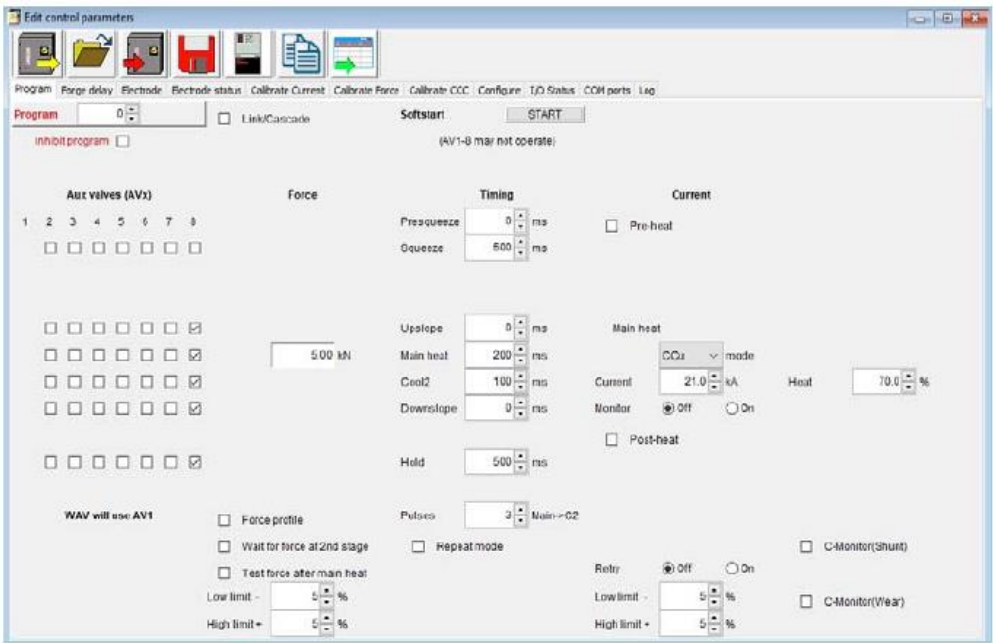 Edit control parameters
Program Forge delay Electrode Electrode status Calibrate Current Calibrate Force Calibrate CCC Configure I/O Status COM ports Log
Program 0 Link/Cascade Softstart START
Inhibit program (AV1-8 may not operate)
Aux valves (AVx) Force Timing Current
1 2 3 4 5 6 7 8 Presqueeze 0 ms Pre-heat
Squeeze 500 ms
Upslope 0 ms Main heat
5.00 kN Main heat 200 ms CCu mode
Cool2 100 ms Current 21.0 kA Heat 70.0 %
Downslope 0 ms Monitor Off On
Post-heat
Hold 500 ms
WAV will use AV1 Force profile Pulses 3 Main->C2
Wait for force at 2nd stage Repeat mode C-Monitor(Shunt)
Test force after main heat Retry Off On
Low limit - 5 % Low limit - 5 % C-Monitor(Wear)
High limit + 5 % High limit + 5 %